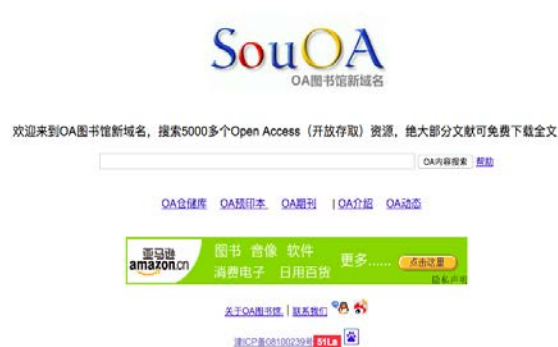 SouOA
OA图书馆新域名
欢迎来到OA图书馆新域名，搜索5000多个Open Access（开放存取）资源，绝大部分文献可免费下载全文
OA内容搜索 帮助
OA仓储库 OA预印本 OA期刊 | OA介绍 OA动态
亚马逊 图书 音像 软件 更多...... 点击这里
amazon.cn 消费电子 日用百货 隐私声明
关于OA图书馆 | 联系我们
津ICP备08100239号 51La